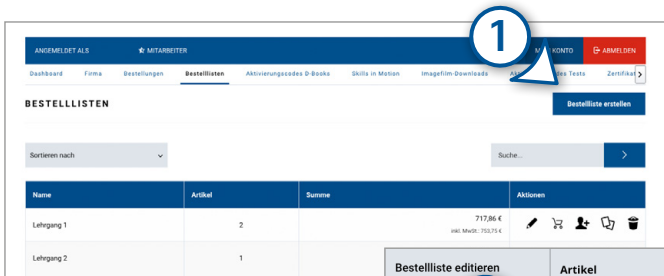 ANGEMELDET ALS
MITARBEITER
KONTO
ABMELDEN
1
Dashboard Firma Bestellungen Bestelllisten Aktivierungscodes D-Books Skills in Motion Imagefilm-Downloads Tests Zertifikat
BESTELLLISTEN
Bestellliste erstellen
Sortieren nach
Suche...
Name Artikel Summe Aktionen
Lehrgang 1 2 717,86 €
inkl. MwSt.: 753,75 €
Lehrgang 2 1
Bestellliste editieren Artikel